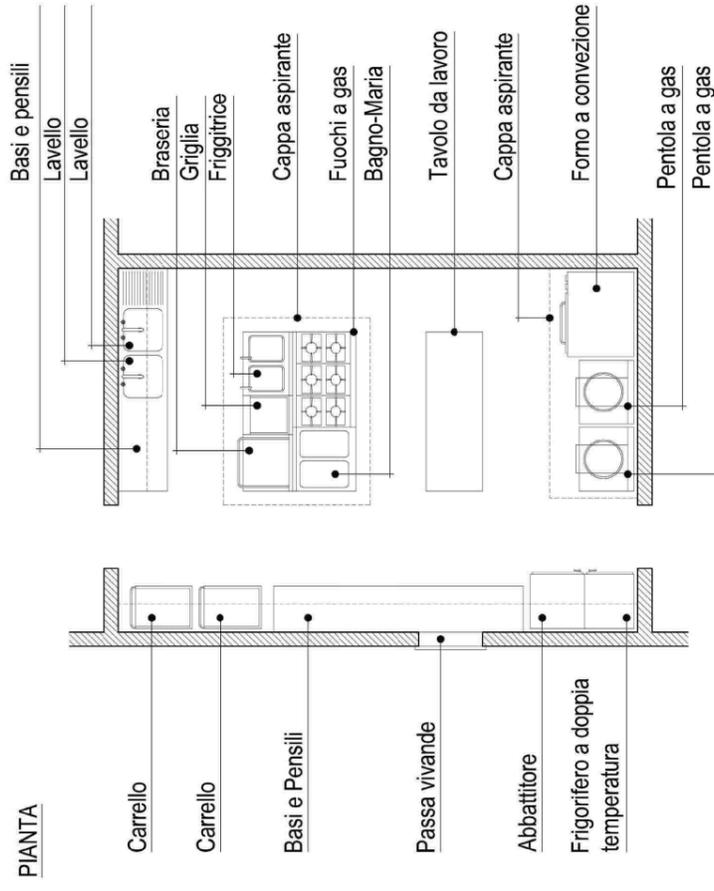 PIANTA
Carrello
Carrello
Basi e Pensili
Passa vivande
Abbattitore
Frigorifero a doppia
temperatura
Basi e pensili
Lavello
Lavello
Braseria
Griglia
Friggitrice
Cappa aspirante
Fuochi a gas
Bagno-Maria
Tavolo da lavoro
Cappa aspirante
Forno a convezione
Pentola a gas
Pentola a gas